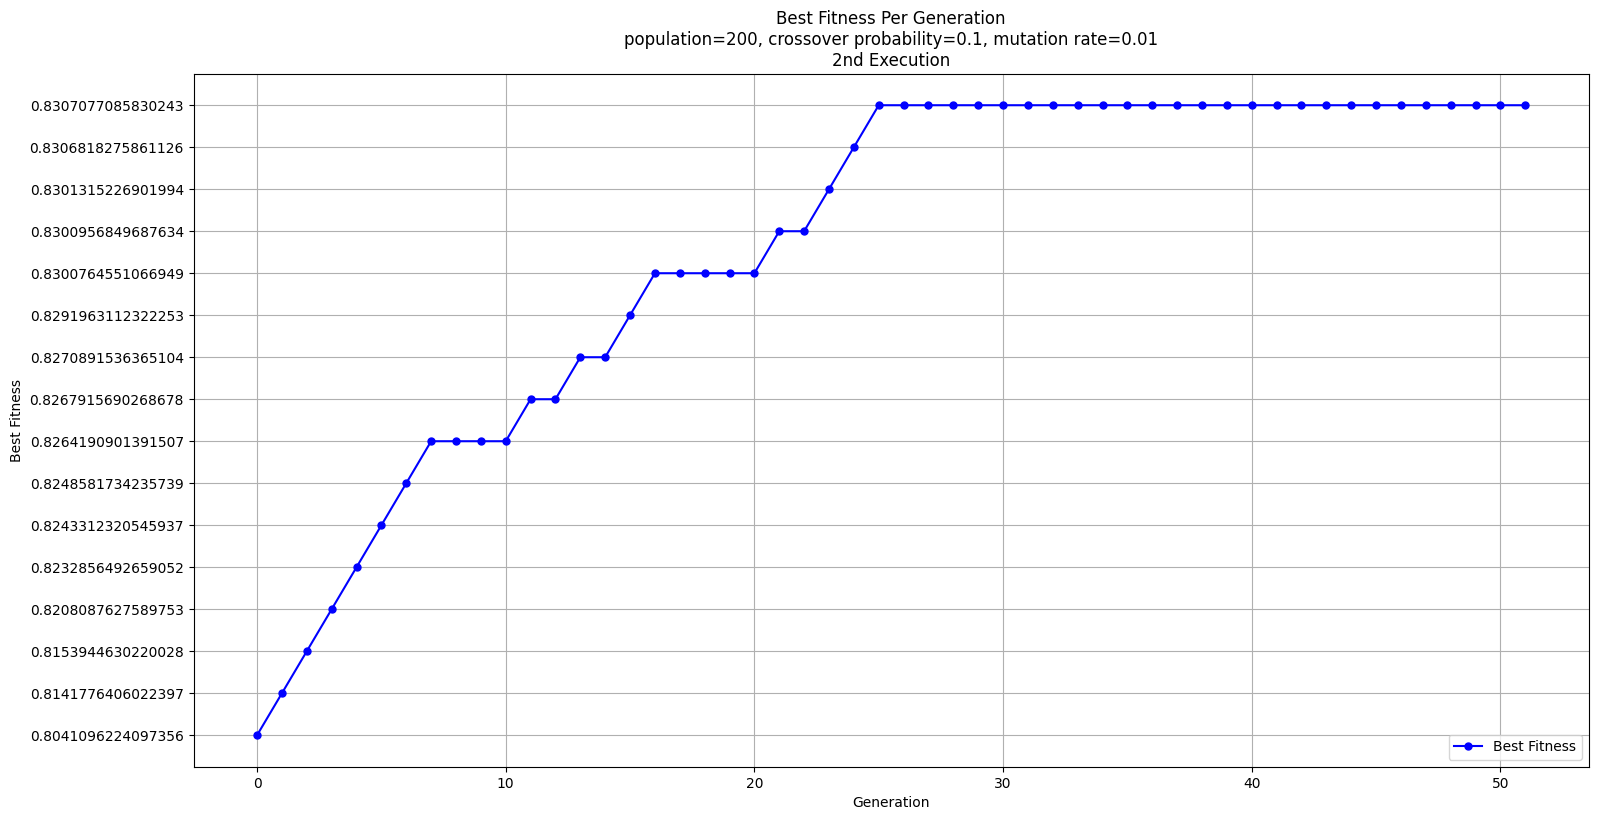 Best Fitness Per Generation
population=200, crossover probability=0.1, mutation rate=0.01
2nd Execution
0.8307077085830243
0.8306818275861126
0.8301315226901994
0.8300956849687634
0.8300764551066949
0.8291963112322253
0.8270891536365104
0.8267915690268678
0.8264190901391507
0.8248581734235739
0.8243312320545937
0.8232856492659052
0.8208087627589753
0.8153944630220028
0.8141776406022397
0.8041096224097356
Best Fitness
Best Fitness
0 10 20 30 40 50
Generation